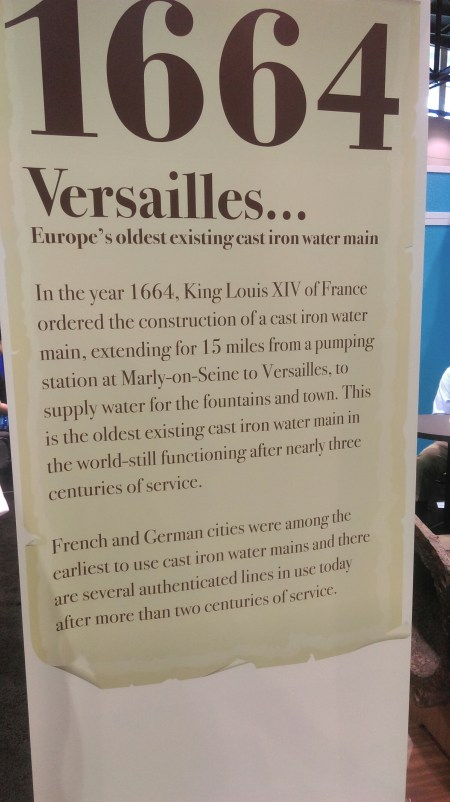 1664
Versailles...
Europe's oldest existing cast iron water main
In the year 1664, King Louis XIV of France
ordered the construction of a cast iron water
main, extending for 15 miles from a pumping
station at Marly-on-Seine to Versailles, to
supply water for the fountains and town. This
is the oldest existing cast iron water main in
the world-still functioning after nearly three
centuries of service.
French and German cities were among the
earliest to use cast iron water mains and there
are several authenticated lines in use today
after more than two centuries of service.